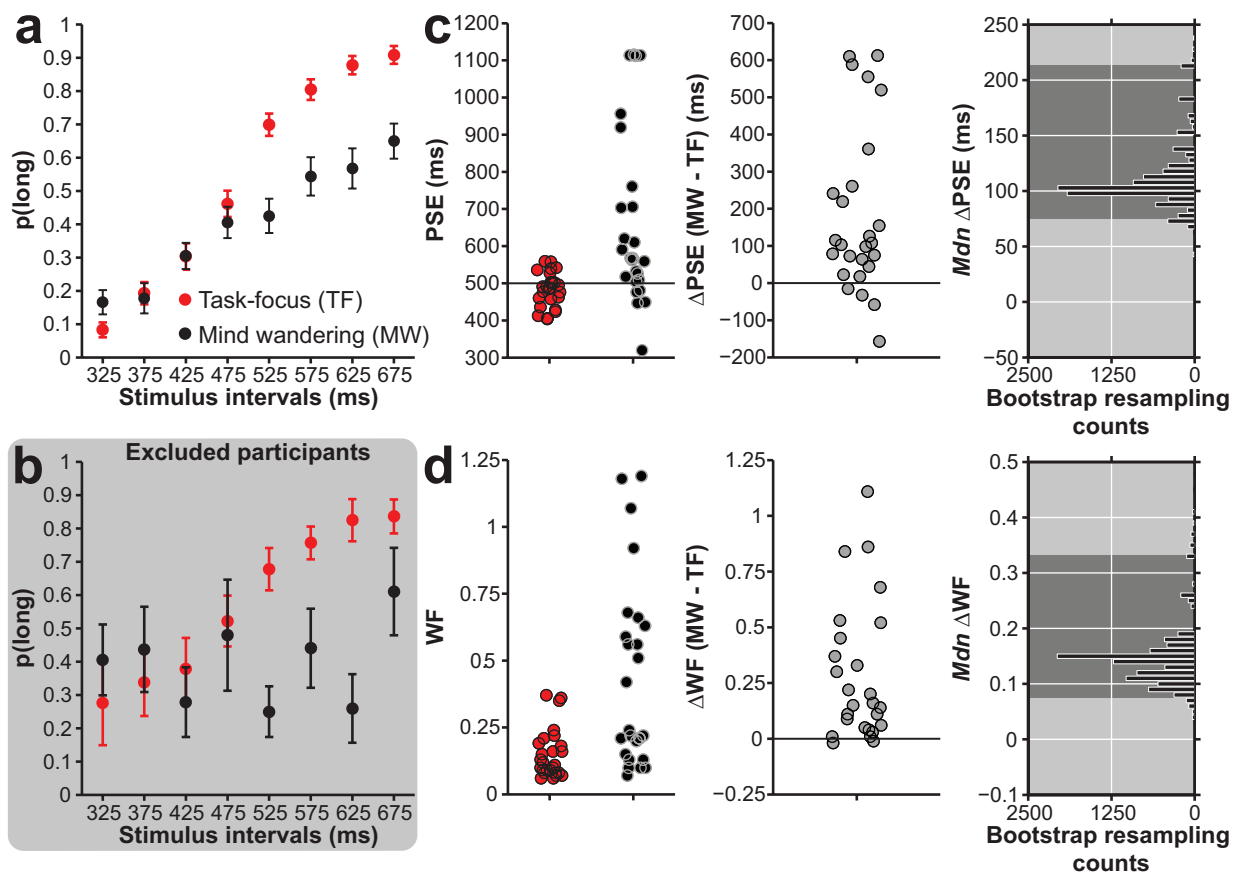 a
p(long)
1
0.9
0.8
0.7
0.6
0.5
0.4
0.3
0.2
0.1
0
Task-focus (TF)
Mind wandering (MW)
325 375 425 475 525 575 625 675
Stimulus intervals (ms)
b
Excluded participants
p(long)
1
0.9
0.8
0.7
0.6
0.5
0.4
0.3
0.2
0.1
0
325 375 425 475 525 575 625 675
Stimulus intervals (ms)
c
PSE (ms)
1200
1100
1000
900
800
700
600
500
400
300
ΔPSE (MW - TF) (ms)
700
600
500
400
300
200
100
0
−100
−200
Mdn ΔPSE (ms)
250
200
150
100
50
0
−50
2500 1250 0
Bootstrap resampling
counts
d
WF
1.25
1
0.75
0.5
0.25
0
ΔWF (MW - TF)
1.25
1
0.75
0.5
0.25
0
−0.25
Mdn ΔWF
0.5
0.4
0.3
0.2
0.1
0
−0.1
2500 1250 0
Bootstrap resampling
counts